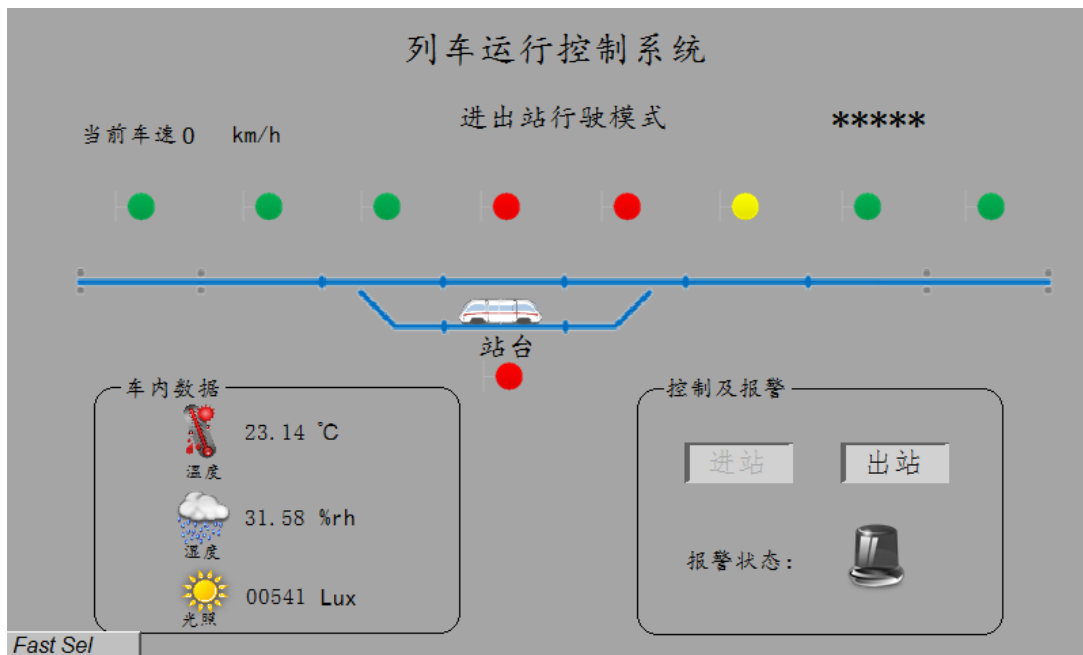 列车运行控制系统
进出站行驶模式 *****
当前车速0 km/h
站台
车内数据
23.14 ℃
温度
31.58 %rh
湿度
00541 Lux
光照
控制及报警
进站 出站
报警状态:
Fast Sel